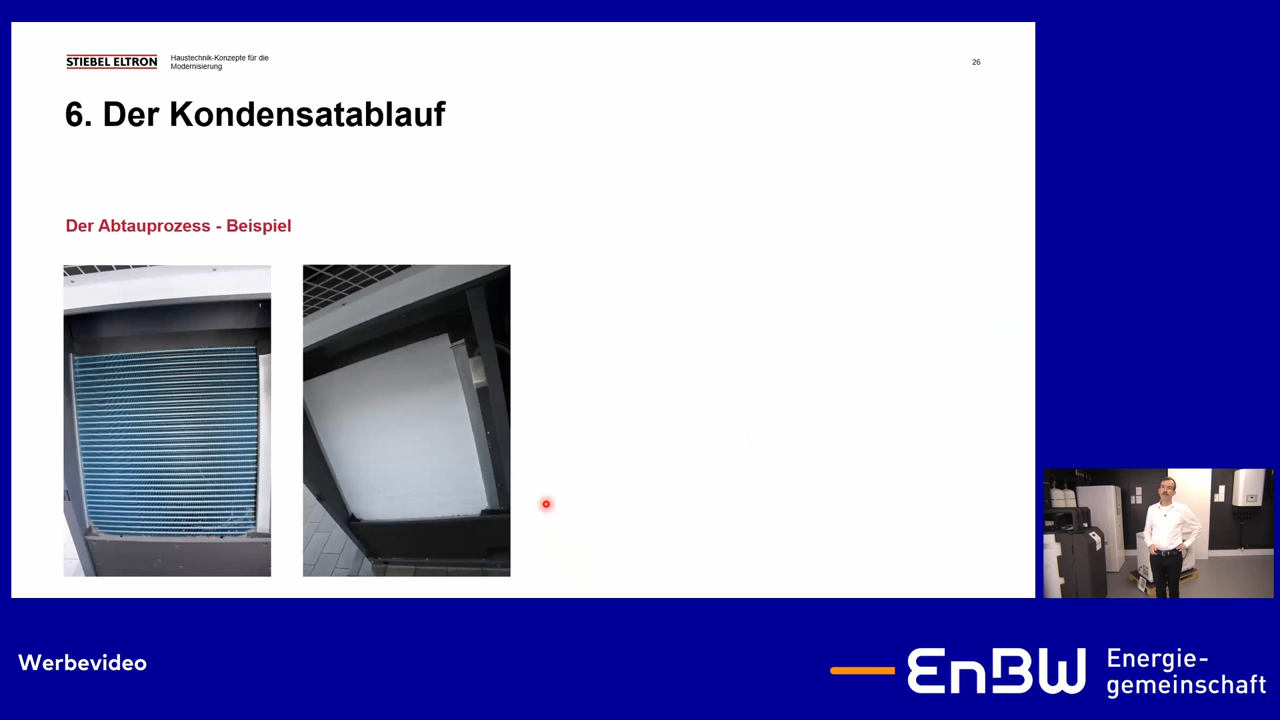 STIEBEL ELTRON
Haustechnik-Konzepte für die
Modernisierung
26
6. Der Kondensatablauf
Der Abtauprozess - Beispiel
Werbevideo
EnBW
Energie-
gemeinschaft